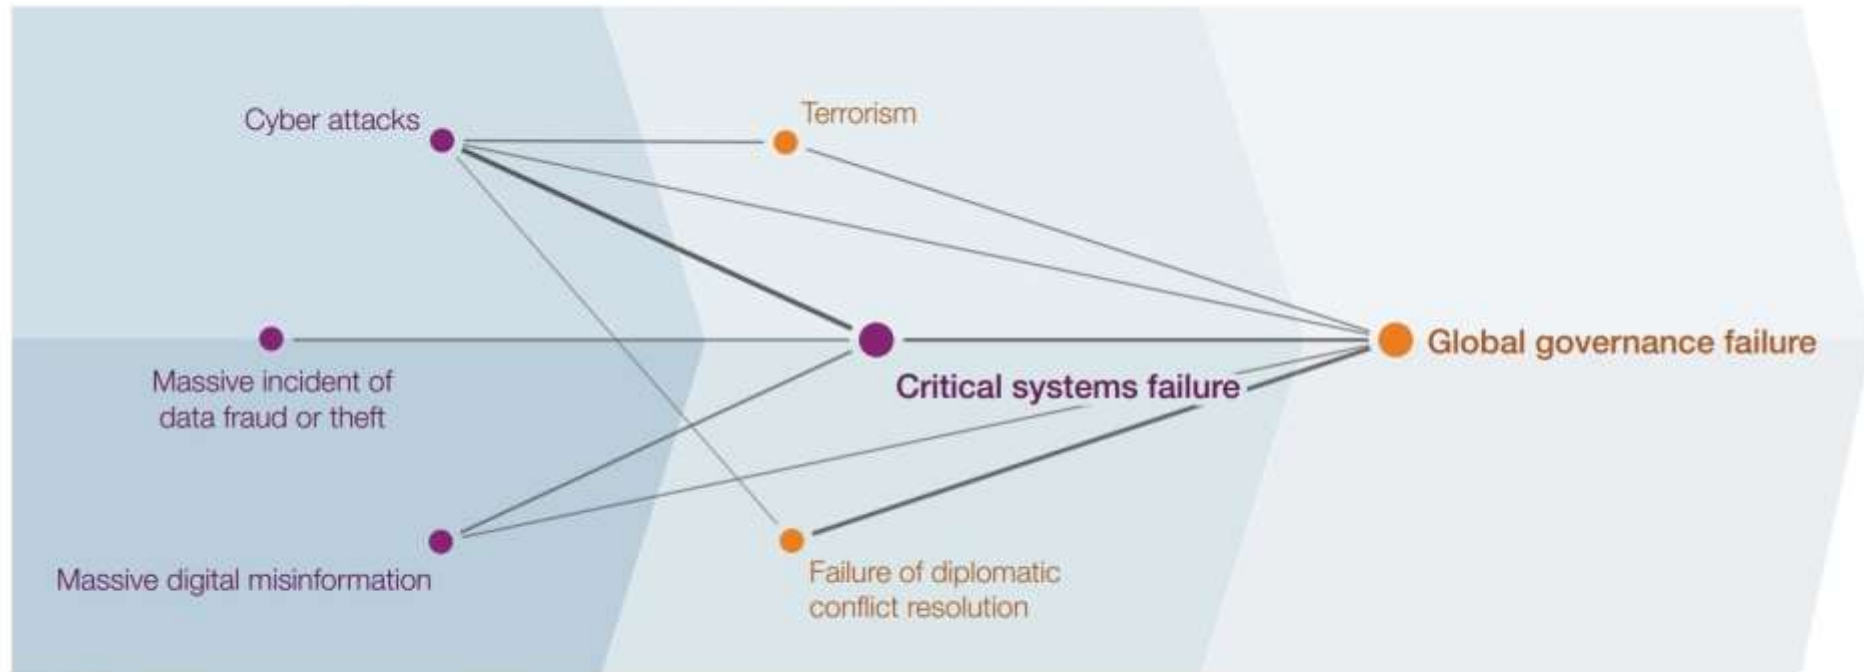 Cyber attacks
Terrorism
Global governance failure
Massive incident of
data fraud or theft
Critical systems failure
Massive digital misinformation
Failure of diplomatic
conflict resolution